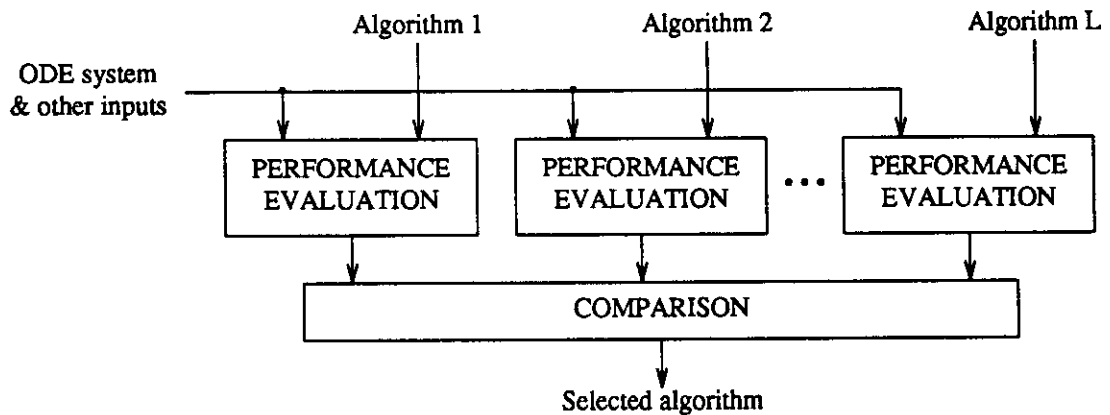 Algorithm 1
Algorithm 2
Algorithm L
ODE system
& other inputs
PERFORMANCE
EVALUATION
PERFORMANCE
EVALUATION
PERFORMANCE
EVALUATION
COMPARISON
Selected algorithm